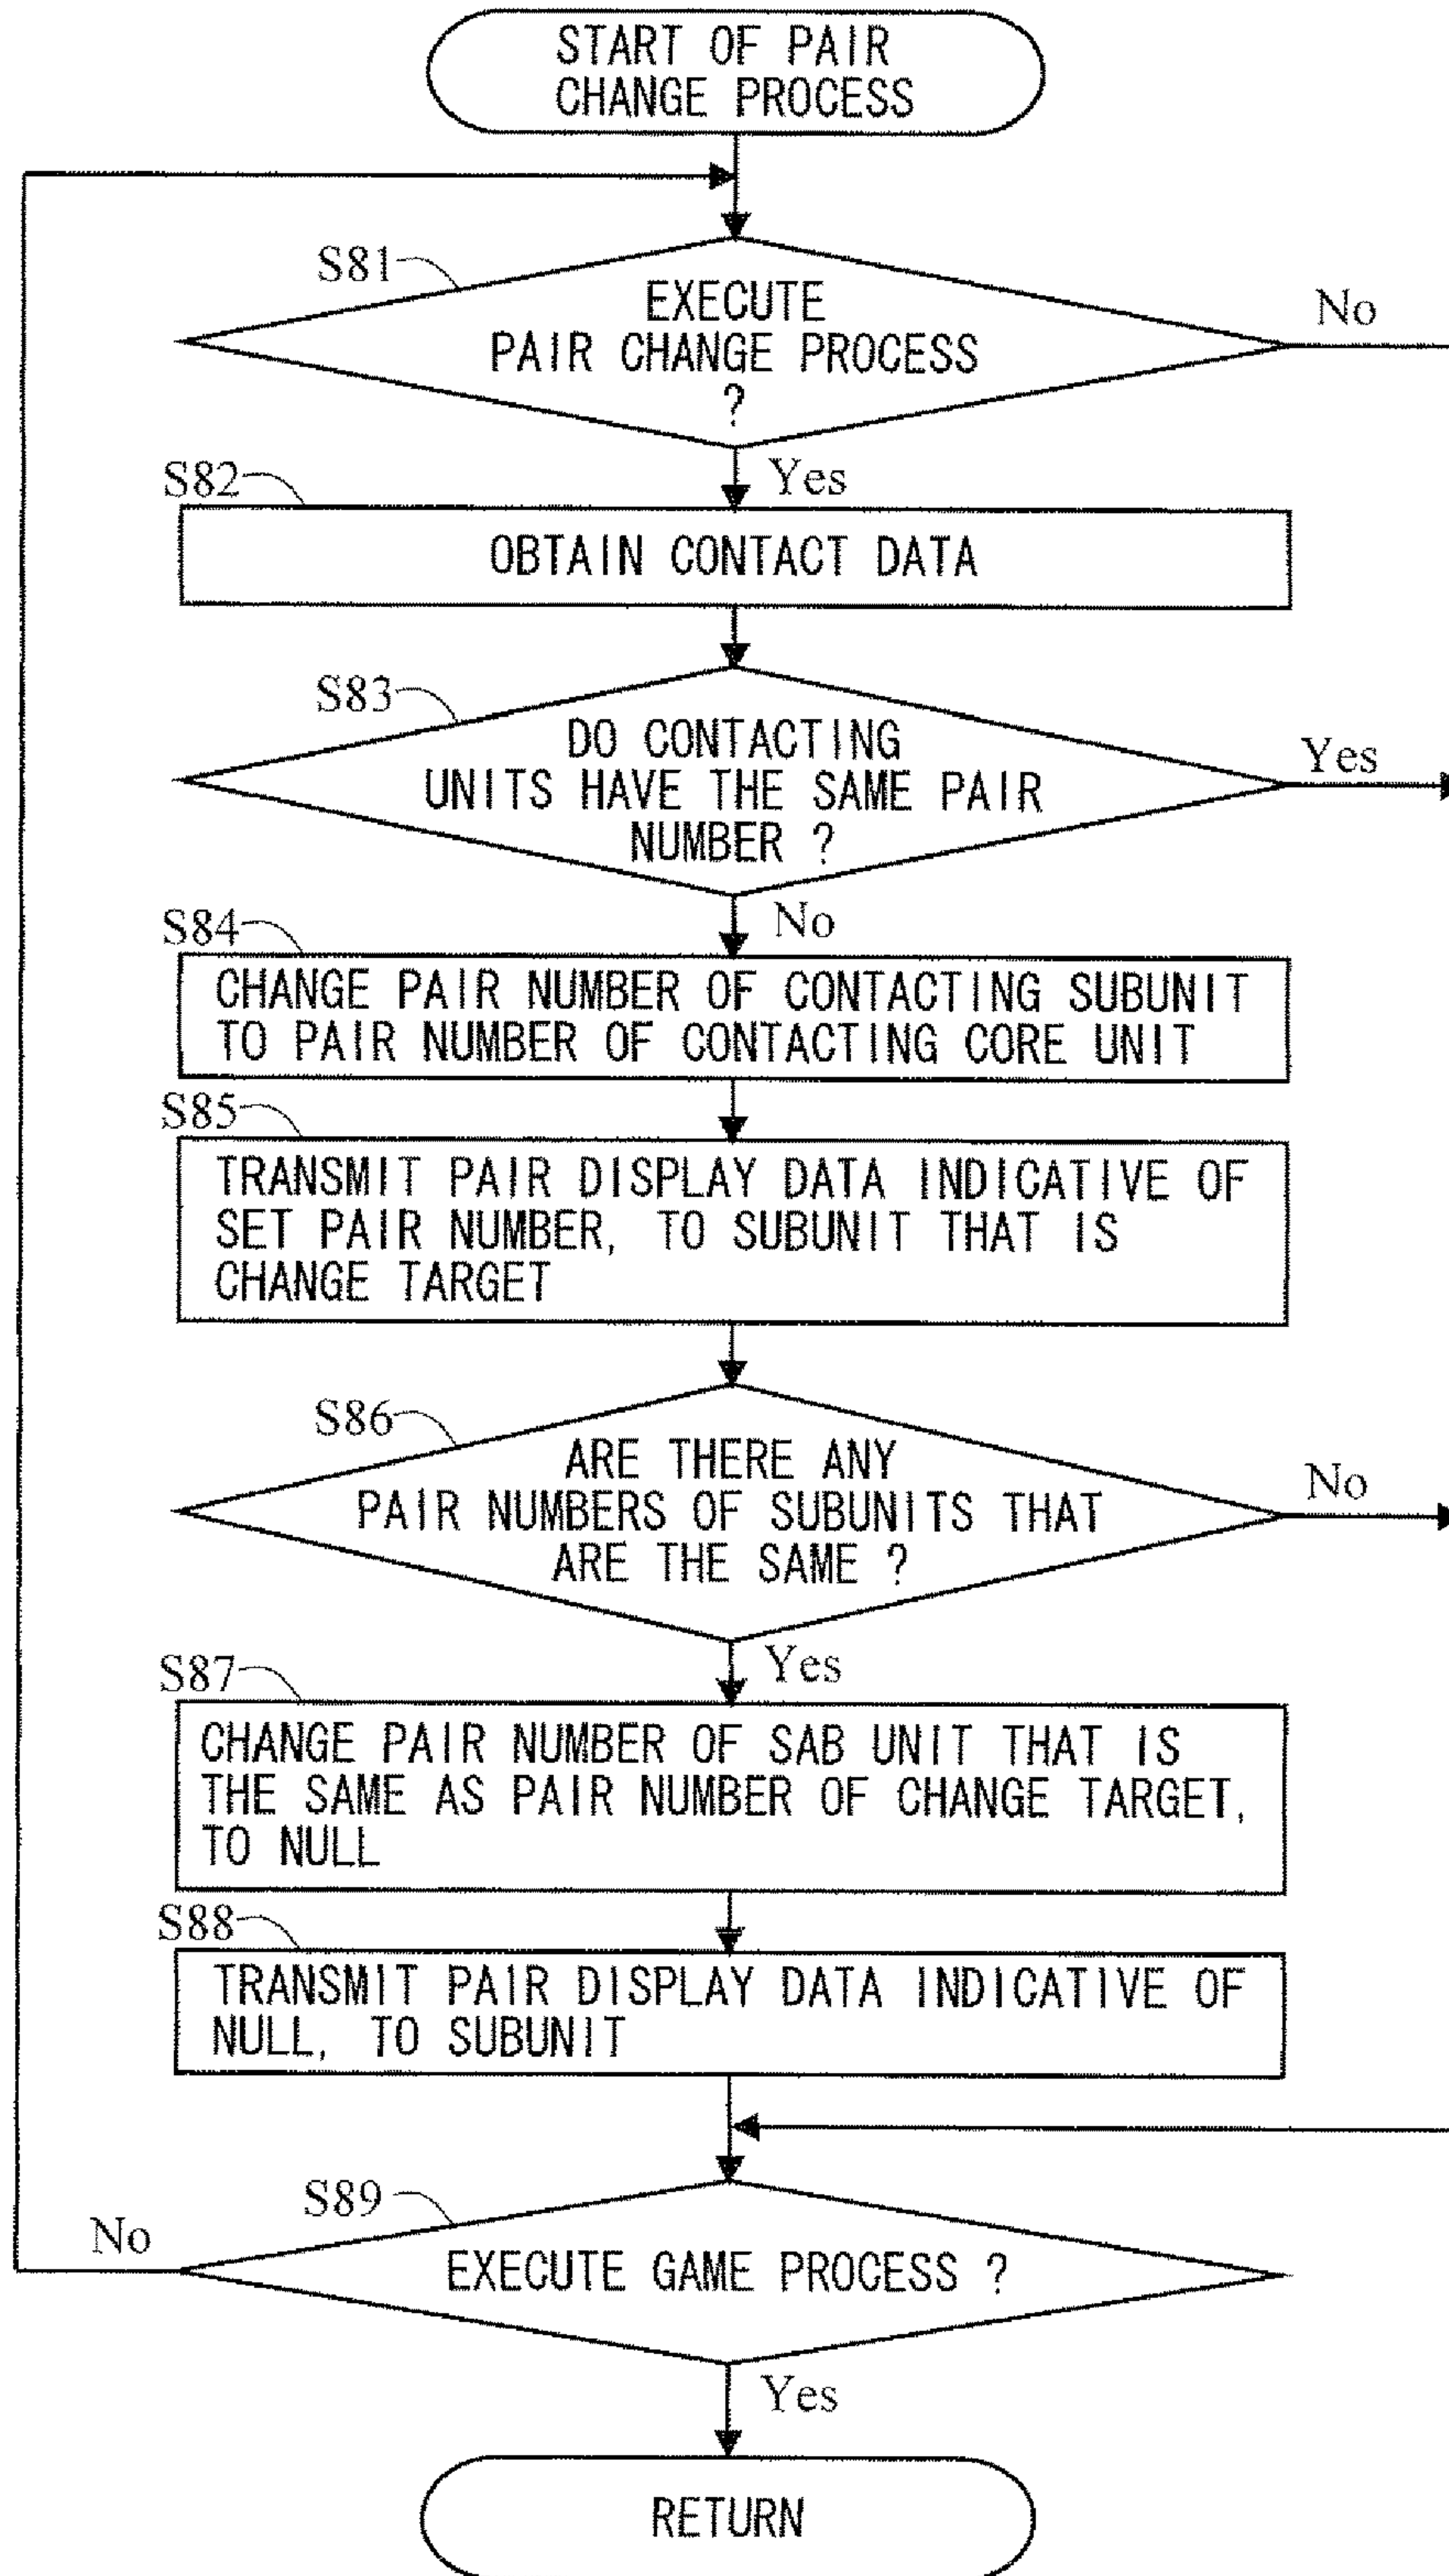 START OF PAIR
CHANGE PROCESS
S81
EXECUTE
PAIR CHANGE PROCESS
?
No
Yes
S82
OBTAIN CONTACT DATA
S83
DO CONTACTING
UNITS HAVE THE SAME PAIR
NUMBER ?
Yes
No
S84
CHANGE PAIR NUMBER OF CONTACTING SUBUNIT
TO PAIR NUMBER OF CONTACTING CORE UNIT
S85
TRANSMIT PAIR DISPLAY DATA INDICATIVE OF
SET PAIR NUMBER, TO SUBUNIT THAT IS
CHANGE TARGET
S86
ARE THERE ANY
PAIR NUMBERS OF SUBUNITS THAT
ARE THE SAME ?
No
Yes
S87
CHANGE PAIR NUMBER OF SAB UNIT THAT IS
THE SAME AS PAIR NUMBER OF CHANGE TARGET,
TO NULL
S88
TRANSMIT PAIR DISPLAY DATA INDICATIVE OF
NULL, TO SUBUNIT
S89
No
EXECUTE GAME PROCESS ?
Yes
RETURN